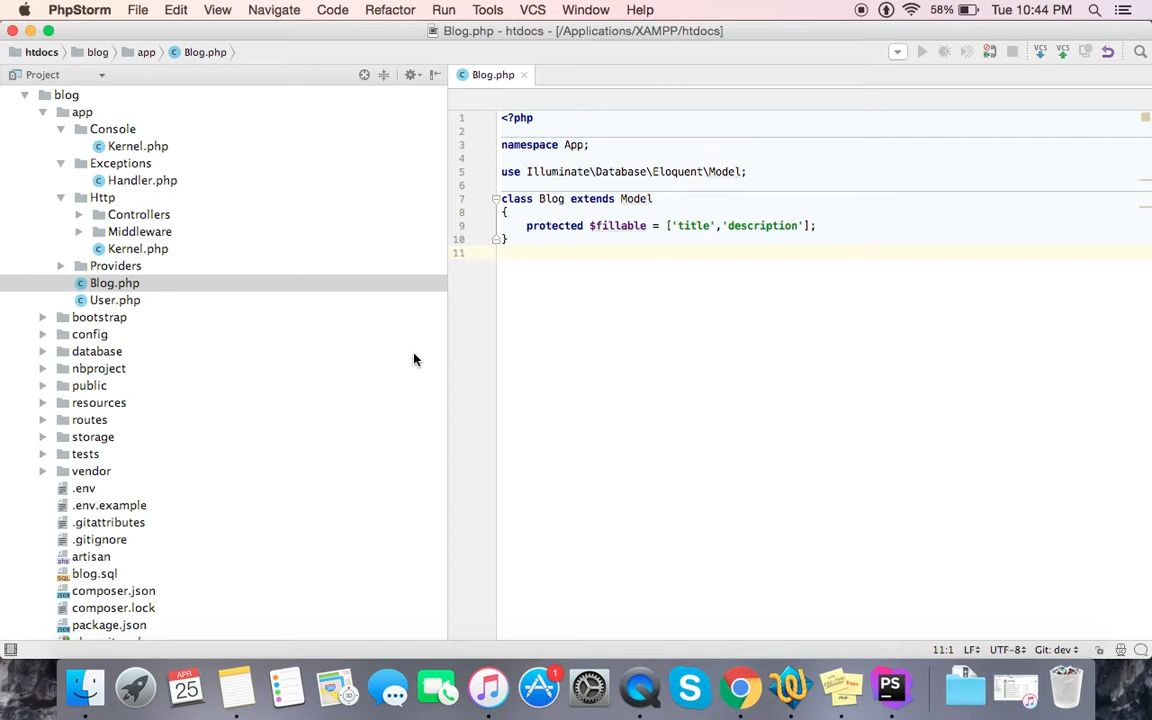 PhpStorm File Edit View Navigate Code Refactor Run Tools VCS Window Help 58% Tue 10:44 PM
Blog.php - htdocs - [/Applications/XAMPP/htdocs]
htdocs blog app Blog.php VCS VCS
Project
Blog.php
blog
app
Console
Kernel.php
Exceptions
Handler.php
Http
Controllers
Middleware
Kernel.php
Providers
Blog.php
User.php
bootstrap
config
database
nbproject
public
resources
routes
storage
tests
vendor
.env
.env.example
.gitattributes
.gitignore
artisan
blog.sql
composer.json
composer.lock
package.json
1 <?php
2
3 namespace App;
4
5 use Illuminate\Database\Eloquent\Model;
6
7 class Blog extends Model
8 {
9 protected $fillable = ['title','description'];
10 }
11
11:1 LF÷ UTF-8÷ Git: dev÷
APR
25
1
PS